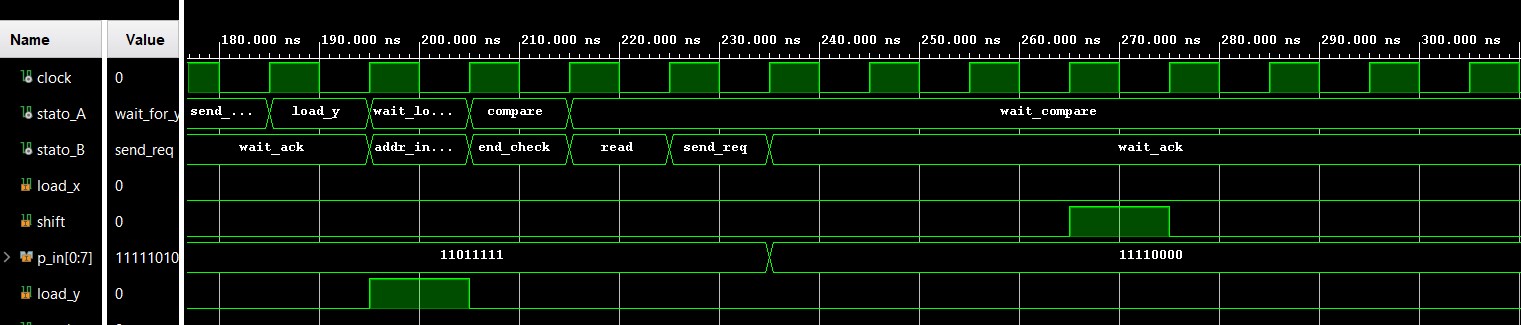 Name Value
180.000 ns 190.000 ns 200.000 ns 210.000 ns 220.000 ns 230.000 ns 240.000 ns 250.000 ns 260.000 ns 270.000 ns 280.000 ns 290.000 ns 300.000 ns
clock 0
stato_A wait_for_y send_... load_y wait_lo... compare wait_compare
stato_B send_req wait_ack addr_in... end_check read send_req wait_ack
load_x 0
shift 0
p_in[0:7] 11111010 11011111 11110000
load_y 0